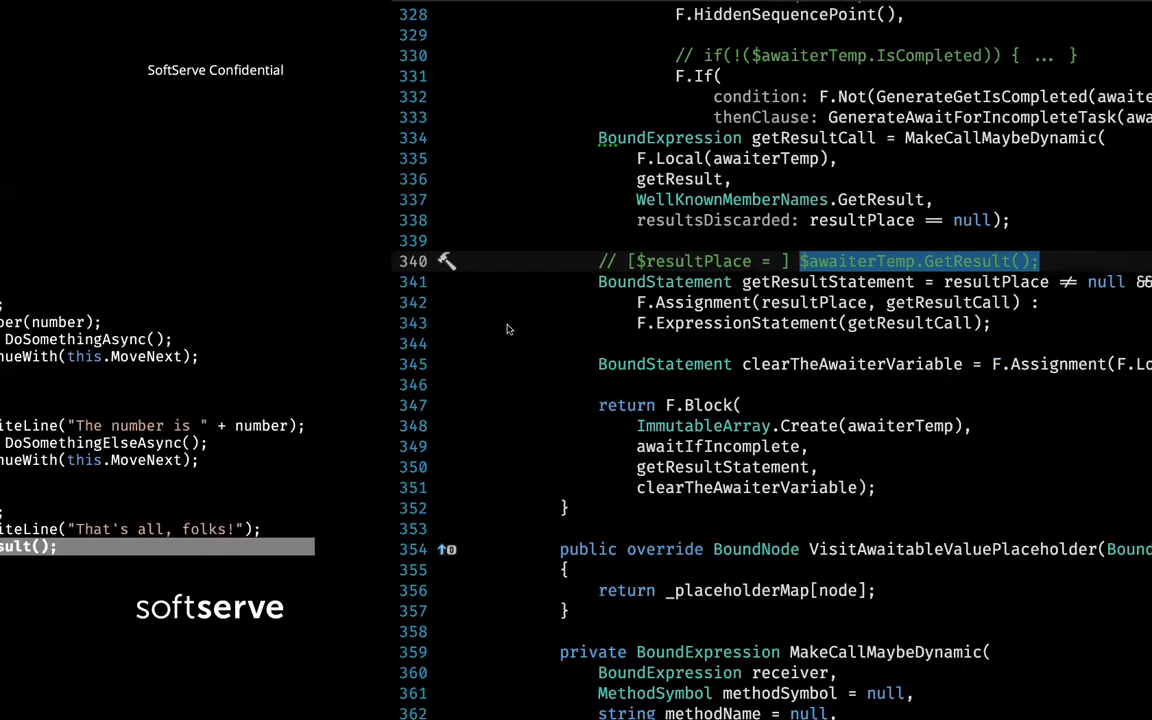 SoftServe Confidential
;
ber(number);
DoSomethingAsync();
nueWith(this.MoveNext);
iteLine("The number is " + number);
DoSomethingElseAsync();
nueWith(this.MoveNext);
;
iteLine("That's all, folks!");
sult();
softserve
328 F.HiddenSequencePoint(),
329
330 // if(!($awaiterTemp.IsCompleted)) { ... }
331 F.If(
332 condition: F.Not(GenerateGetIsCompleted(awaite
333 thenClause: GenerateAwaitForIncompleteTask(awa
334 BoundExpression getResultCall = MakeCallMaybeDynamic(
335 F.Local(awaiterTemp),
336 getResult,
337 WellKnownMemberNames.GetResult,
338 resultsDiscarded: resultPlace == null);
339
340 // [$resultPlace = ] $awaiterTemp.GetResult();
341 BoundStatement getResultStatement = resultPlace != null &&
342 F.Assignment(resultPlace, getResultCall) :
343 F.ExpressionStatement(getResultCall);
344
345 BoundStatement clearTheAwaiterVariable = F.Assignment(F.Lo
346
347 return F.Block(
348 ImmutableArray.Create(awaiterTemp),
349 awaitIfIncomplete,
350 getResultStatement,
351 clearTheAwaiterVariable);
352 }
353
354 public override BoundNode VisitAwaitableValuePlaceholder(Bound
355 {
356 return _placeholderMap[node];
357 }
358
359 private BoundExpression MakeCallMaybeDynamic(
360 BoundExpression receiver,
361 MethodSymbol methodSymbol = null,
362 string methodName = null,